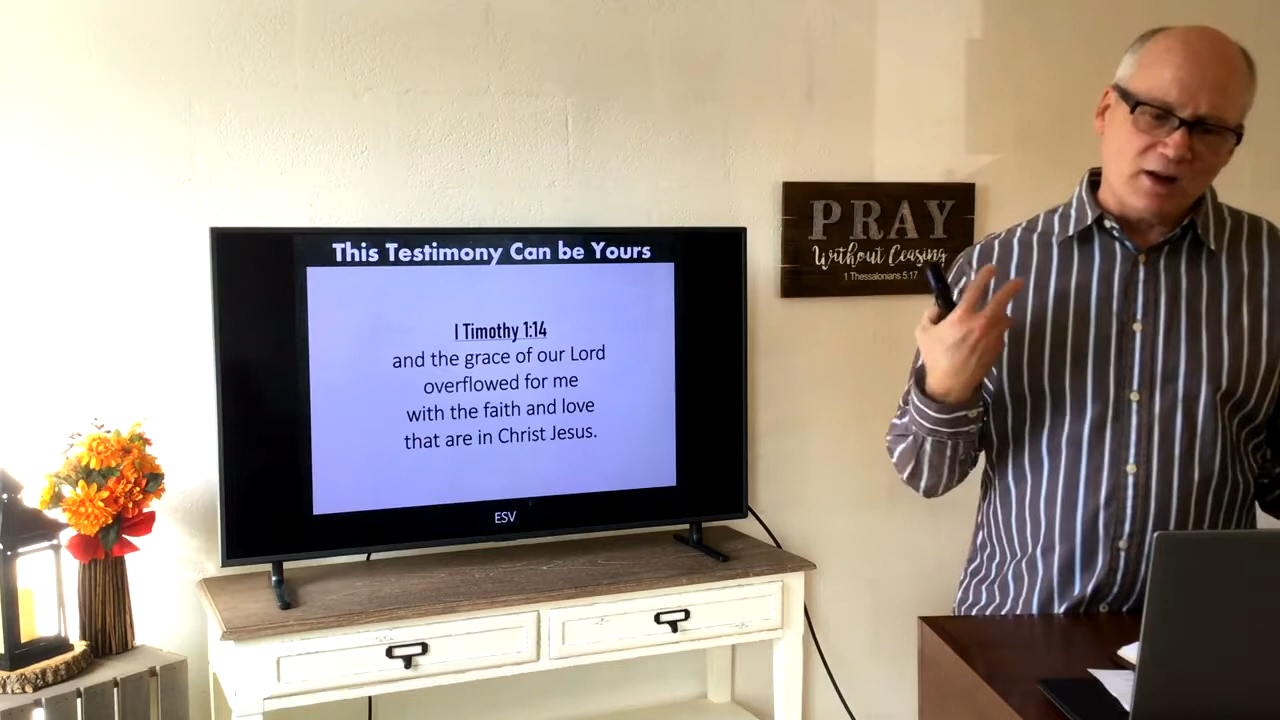 This Testimony Can be Yours
I Timothy 1:14
and the grace of our Lord
overflowed for me
with the faith and love
that are in Christ Jesus.
ESV
PRAY
Without Ceasing
1 Thessalonians 5:17